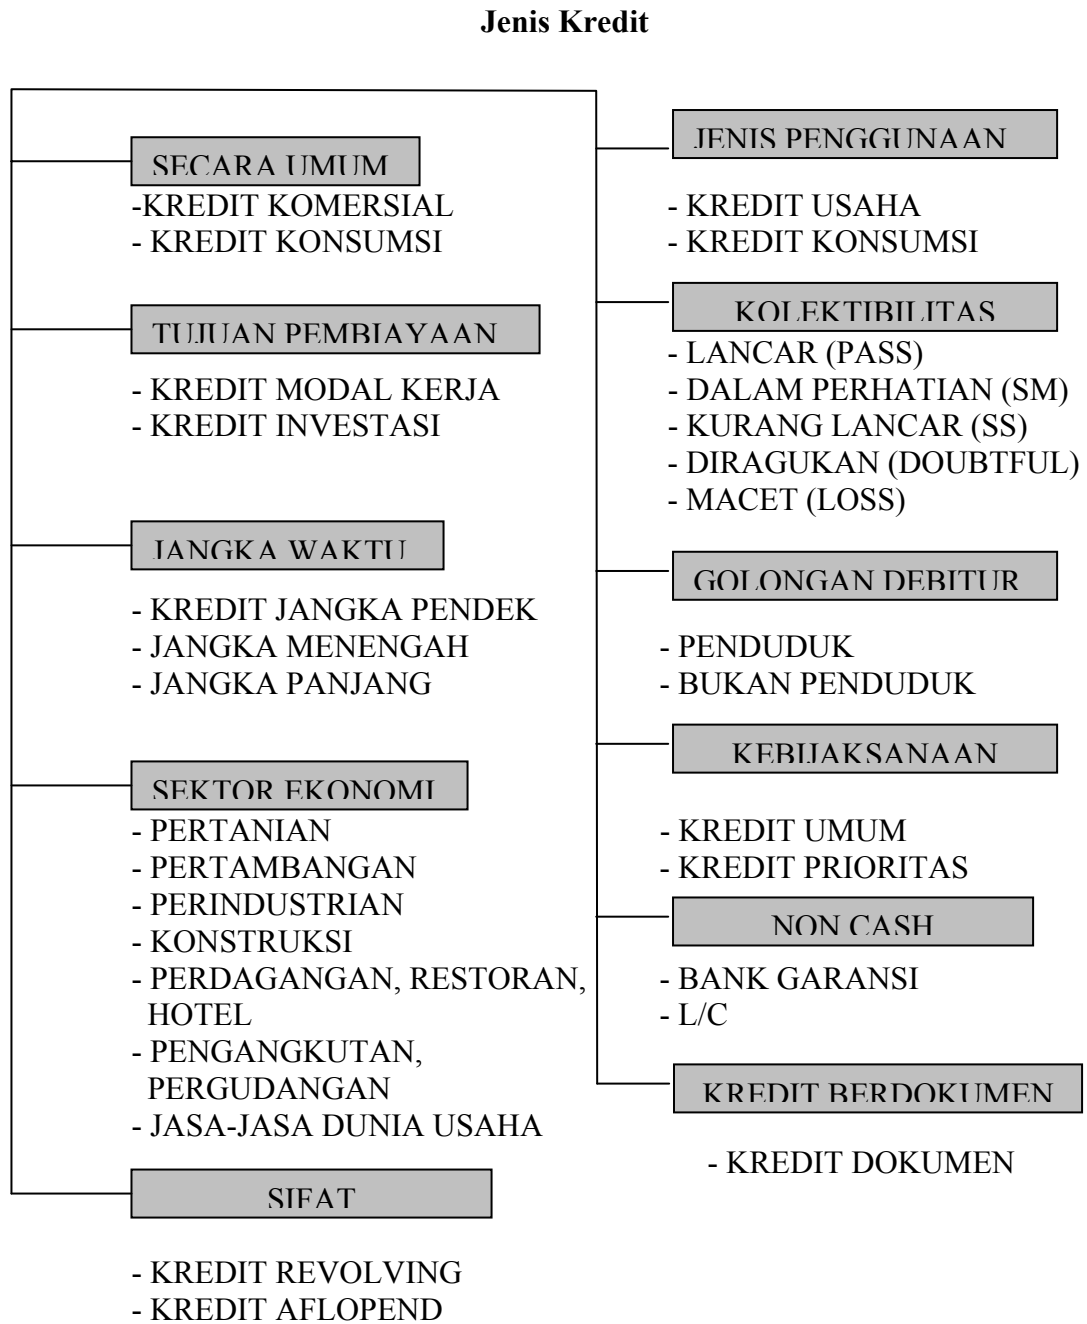 Jenis Kredit
SECARA UMUM
-KREDIT KOMERSIAL
- KREDIT KONSUMSI
TUJUAN PEMBIAYAAN
- KREDIT MODAL KERJA
- KREDIT INVESTASI
JANGKA WAKTU
- KREDIT JANGKA PENDEK
- JANGKA MENENGAH
- JANGKA PANJANG
SEKTOR EKONOMI
- PERTANIAN
- PERTAMBANGAN
- PERINDUSTRIAN
- KONSTRUKSI
- PERDAGANGAN, RESTORAN,
HOTEL
- PENGANGKUTAN,
PERGUDANGAN
- JASA-JASA DUNIA USAHA
SIFAT
- KREDIT REVOLVING
- KREDIT AFLOPEND
JENIS PENGGUNAAN
- KREDIT USAHA
- KREDIT KONSUMSI
KOLEKTIBILITAS
- LANCAR (PASS)
- DALAM PERHATIAN (SM)
- KURANG LANCAR (SS)
- DIRAGUKAN (DOUBTFUL)
- MACET (LOSS)
GOLONGAN DEBITUR
- PENDUDUK
- BUKAN PENDUDUK
KEBIJAKSANAAN
- KREDIT UMUM
- KREDIT PRIORITAS
NON CASH
- BANK GARANSI
- L/C
KREDIT BERDOKUMEN
- KREDIT DOKUMEN